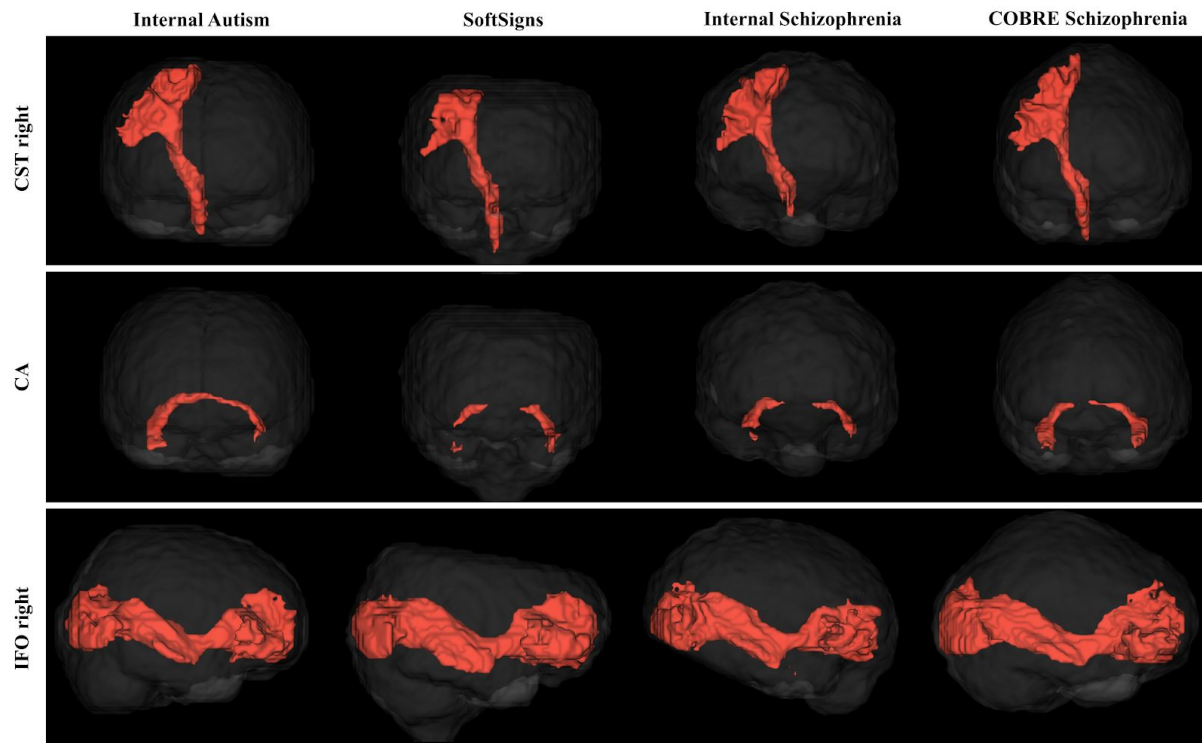 Internal Autism
SoftSigns
Internal Schizophrenia
COBRE Schizophrenia
CST right
CA
IFO right